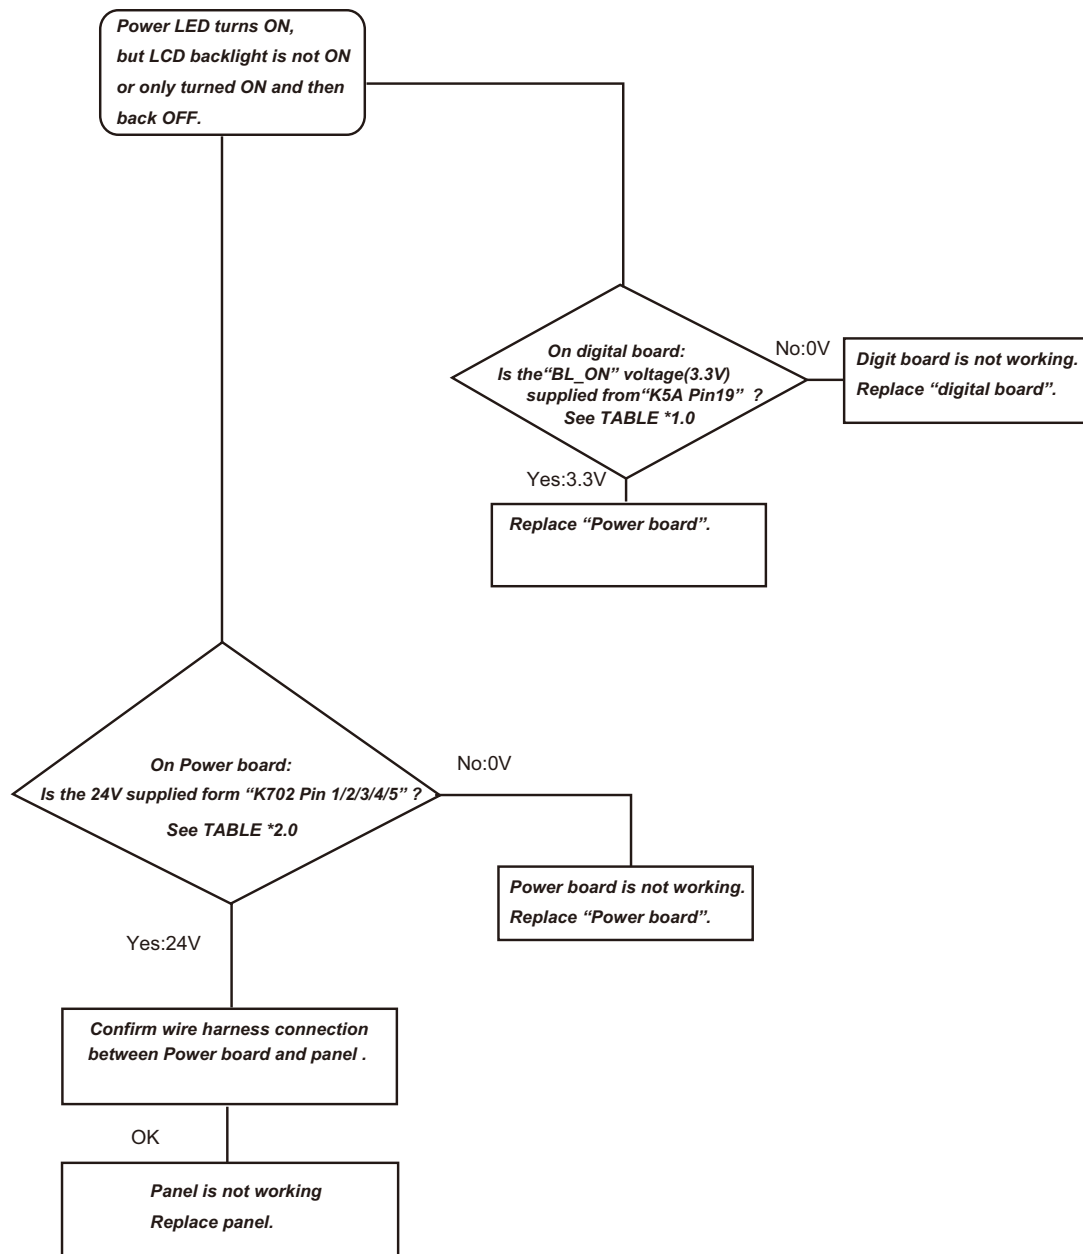 Power LED turns ON,
but LCD backlight is not ON
or only turned ON and then
back OFF.
On digital board:
Is the“BL_ON” voltage(3.3V)
supplied from“K5A Pin19” ?
See TABLE *1.0
No:0V
Digit board is not working.
Replace “digital board”.
Yes:3.3V
Replace “Power board”.
On Power board:
Is the 24V supplied form “K702 Pin 1/2/3/4/5” ?
See TABLE *2.0
No:0V
Power board is not working.
Replace “Power board”.
Yes:24V
Confirm wire harness connection
between Power board and panel .
OK
Panel is not working
Replace panel.